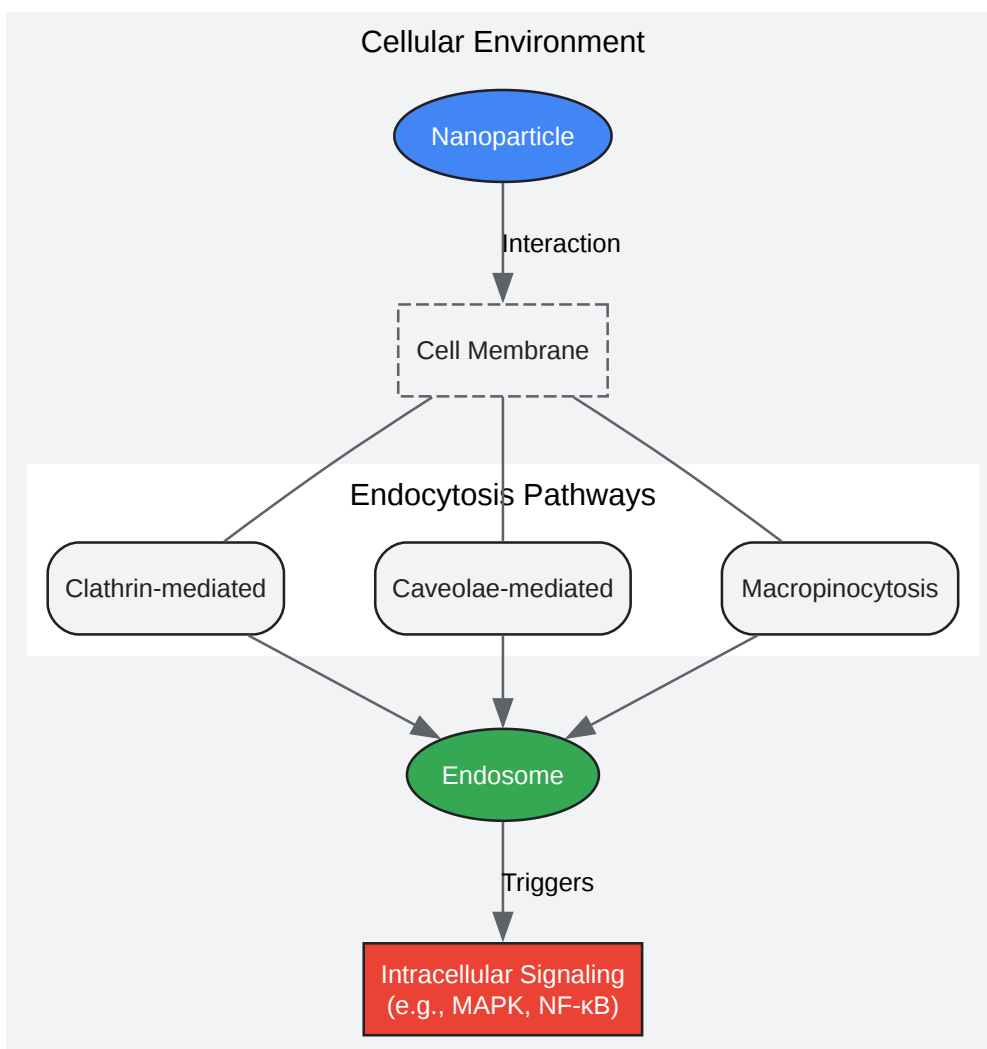 Cellular Environment
Nanoparticle
Interaction
Cell Membrane
Endocytosis Pathways
Clathrin-mediated
Caveolae-mediated
Macropinocytosis
Endosome
Triggers
Intracellular Signaling
(e.g., MAPK, NF-κB)